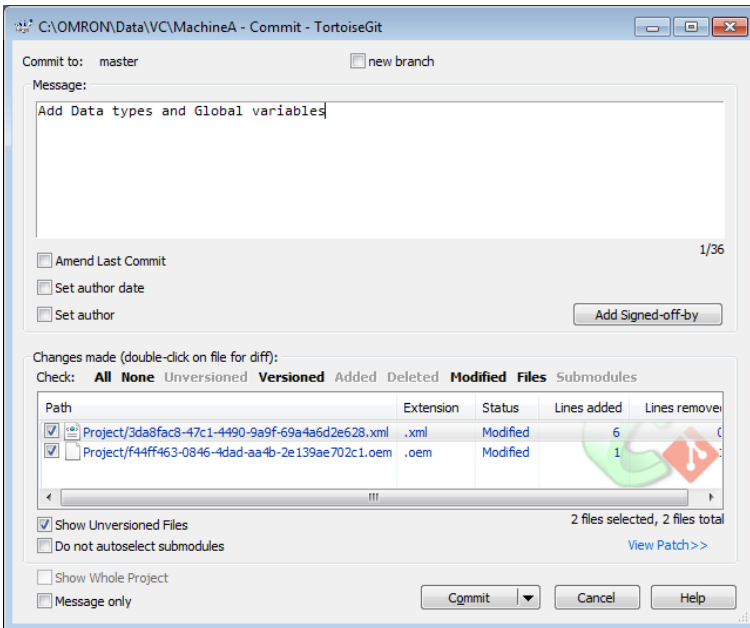 C:\OMRON\Data\VC\MachineA - Commit - TortoiseGit
Commit to: master new branch
Message:
Add Data types and Global variables
1/36
Amend Last Commit
Set author date
Set author Add Signed-off-by
Changes made (double-click on file for diff):
Check: All None Unversioned Versioned Added Deleted Modified Files Submodules
Path Extension Status Lines added Lines removed
Project/3da8fac8-47c1-4490-9a9f-69a4a6d2e628.xml .xml Modified 6 0
Project/f44ff463-0846-4dad-aa4b-2e139ae702c1.oem .oem Modified 1
Show Unversioned Files 2 files selected, 2 files total
Do not autoselect submodules View Patch>>
Show Whole Project
Message only Commit Cancel Help